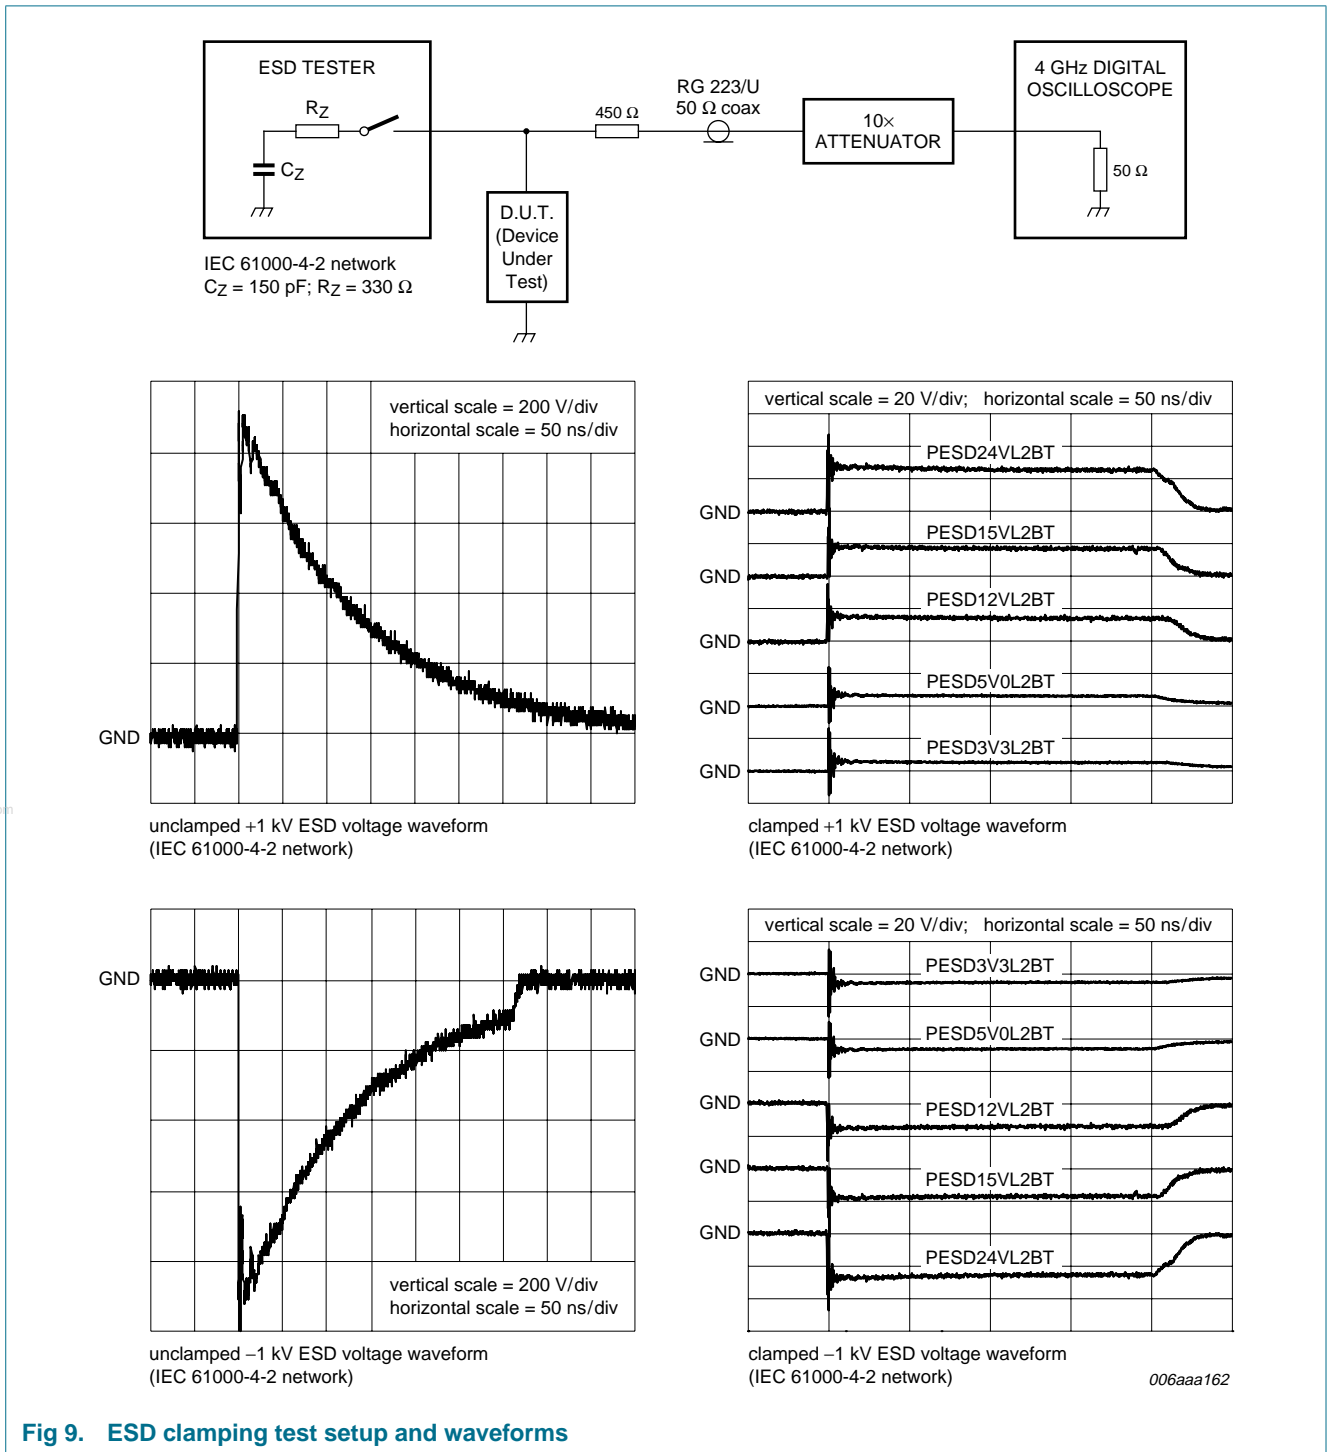 ESD TESTER
RZ
CZ
IEC 61000-4-2 network
CZ = 150 pF; RZ = 330 Ω
D.U.T.
(Device
Under
Test)
450 Ω
RG 223/U
50 Ω coax
10×
ATTENUATOR
4 GHz DIGITAL
OSCILLOSCOPE
50 Ω
vertical scale = 200 V/div
horizontal scale = 50 ns/div
GND
unclamped +1 kV ESD voltage waveform
(IEC 61000-4-2 network)
vertical scale = 20 V/div; horizontal scale = 50 ns/div
PESD24VL2BT
GND
PESD15VL2BT
GND
PESD12VL2BT
GND
PESD5V0L2BT
GND
PESD3V3L2BT
GND
clamped +1 kV ESD voltage waveform
(IEC 61000-4-2 network)
GND
vertical scale = 200 V/div
horizontal scale = 50 ns/div
unclamped −1 kV ESD voltage waveform
(IEC 61000-4-2 network)
vertical scale = 20 V/div; horizontal scale = 50 ns/div
GND
PESD3V3L2BT
GND
PESD5V0L2BT
GND
PESD12VL2BT
GND
PESD15VL2BT
GND
PESD24VL2BT
clamped −1 kV ESD voltage waveform
(IEC 61000-4-2 network)
006aaa162
Fig 9. ESD clamping test setup and waveforms